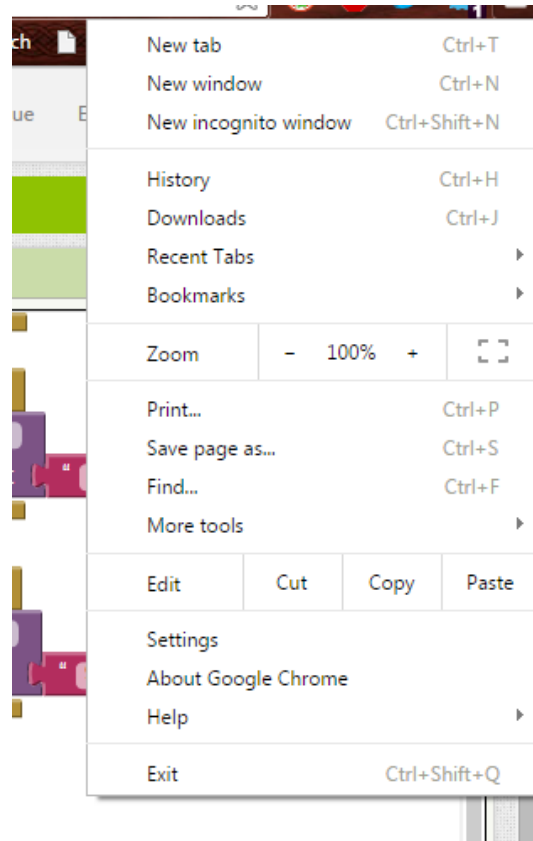 ch
New tab Ctrl+T
New window Ctrl+N
ue E
New incognito window Ctrl+Shift+N
History Ctrl+H
Downloads Ctrl+J
Recent Tabs
Bookmarks
Zoom - 100% +
Print... Ctrl+P
Save page as... Ctrl+S
“
Find... Ctrl+F
More tools
Edit Cut Copy Paste
Settings
“
About Google Chrome
Help
Exit Ctrl+Shift+Q